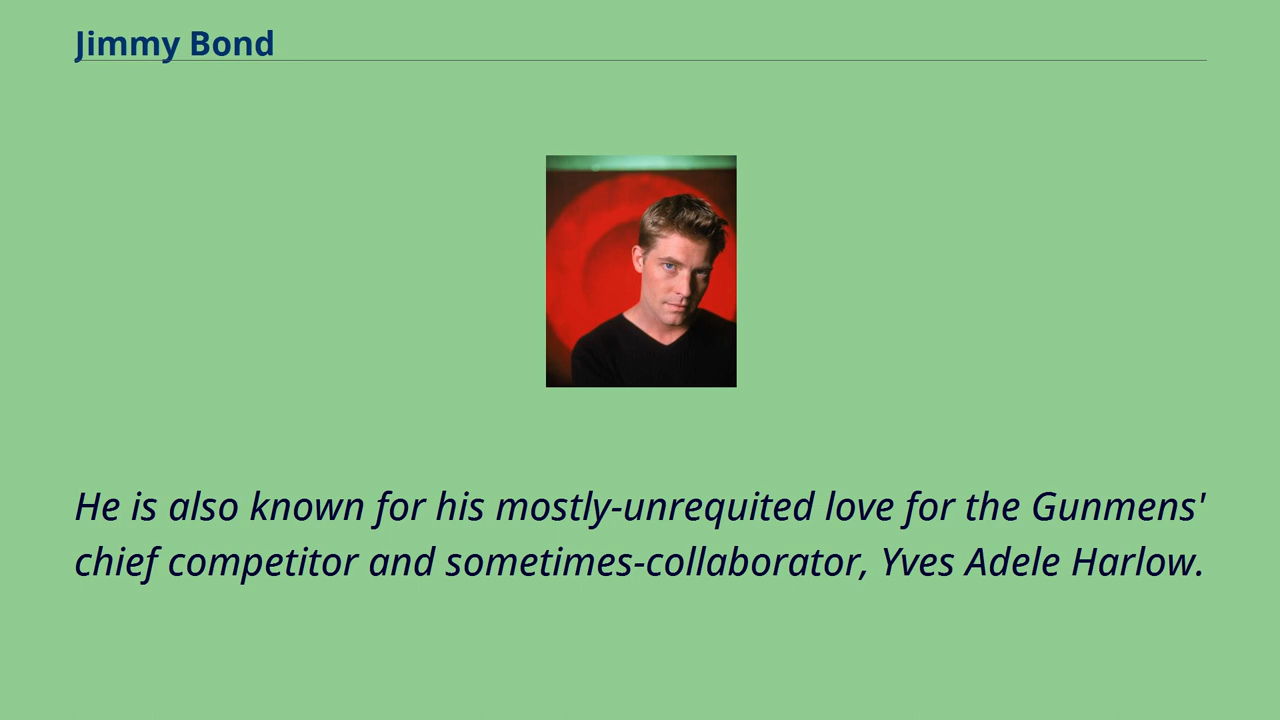 Jimmy Bond
He is also known for his mostly-unrequited love for the Gunmens'
chief competitor and sometimes-collaborator, Yves Adele Harlow.